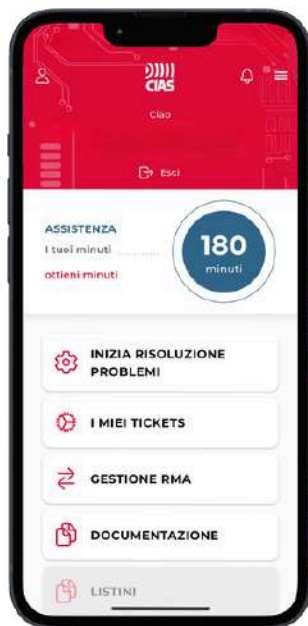 CIAS
Ciao
Esci
ASSISTENZA
I tuoi minuti
ottieni minuti
180
minuti
INIZIA RISOLUZIONE
PROBLEMI
I MIEI TICKETS
GESTIONE RMA
DOCUMENTAZIONE
LISTINI